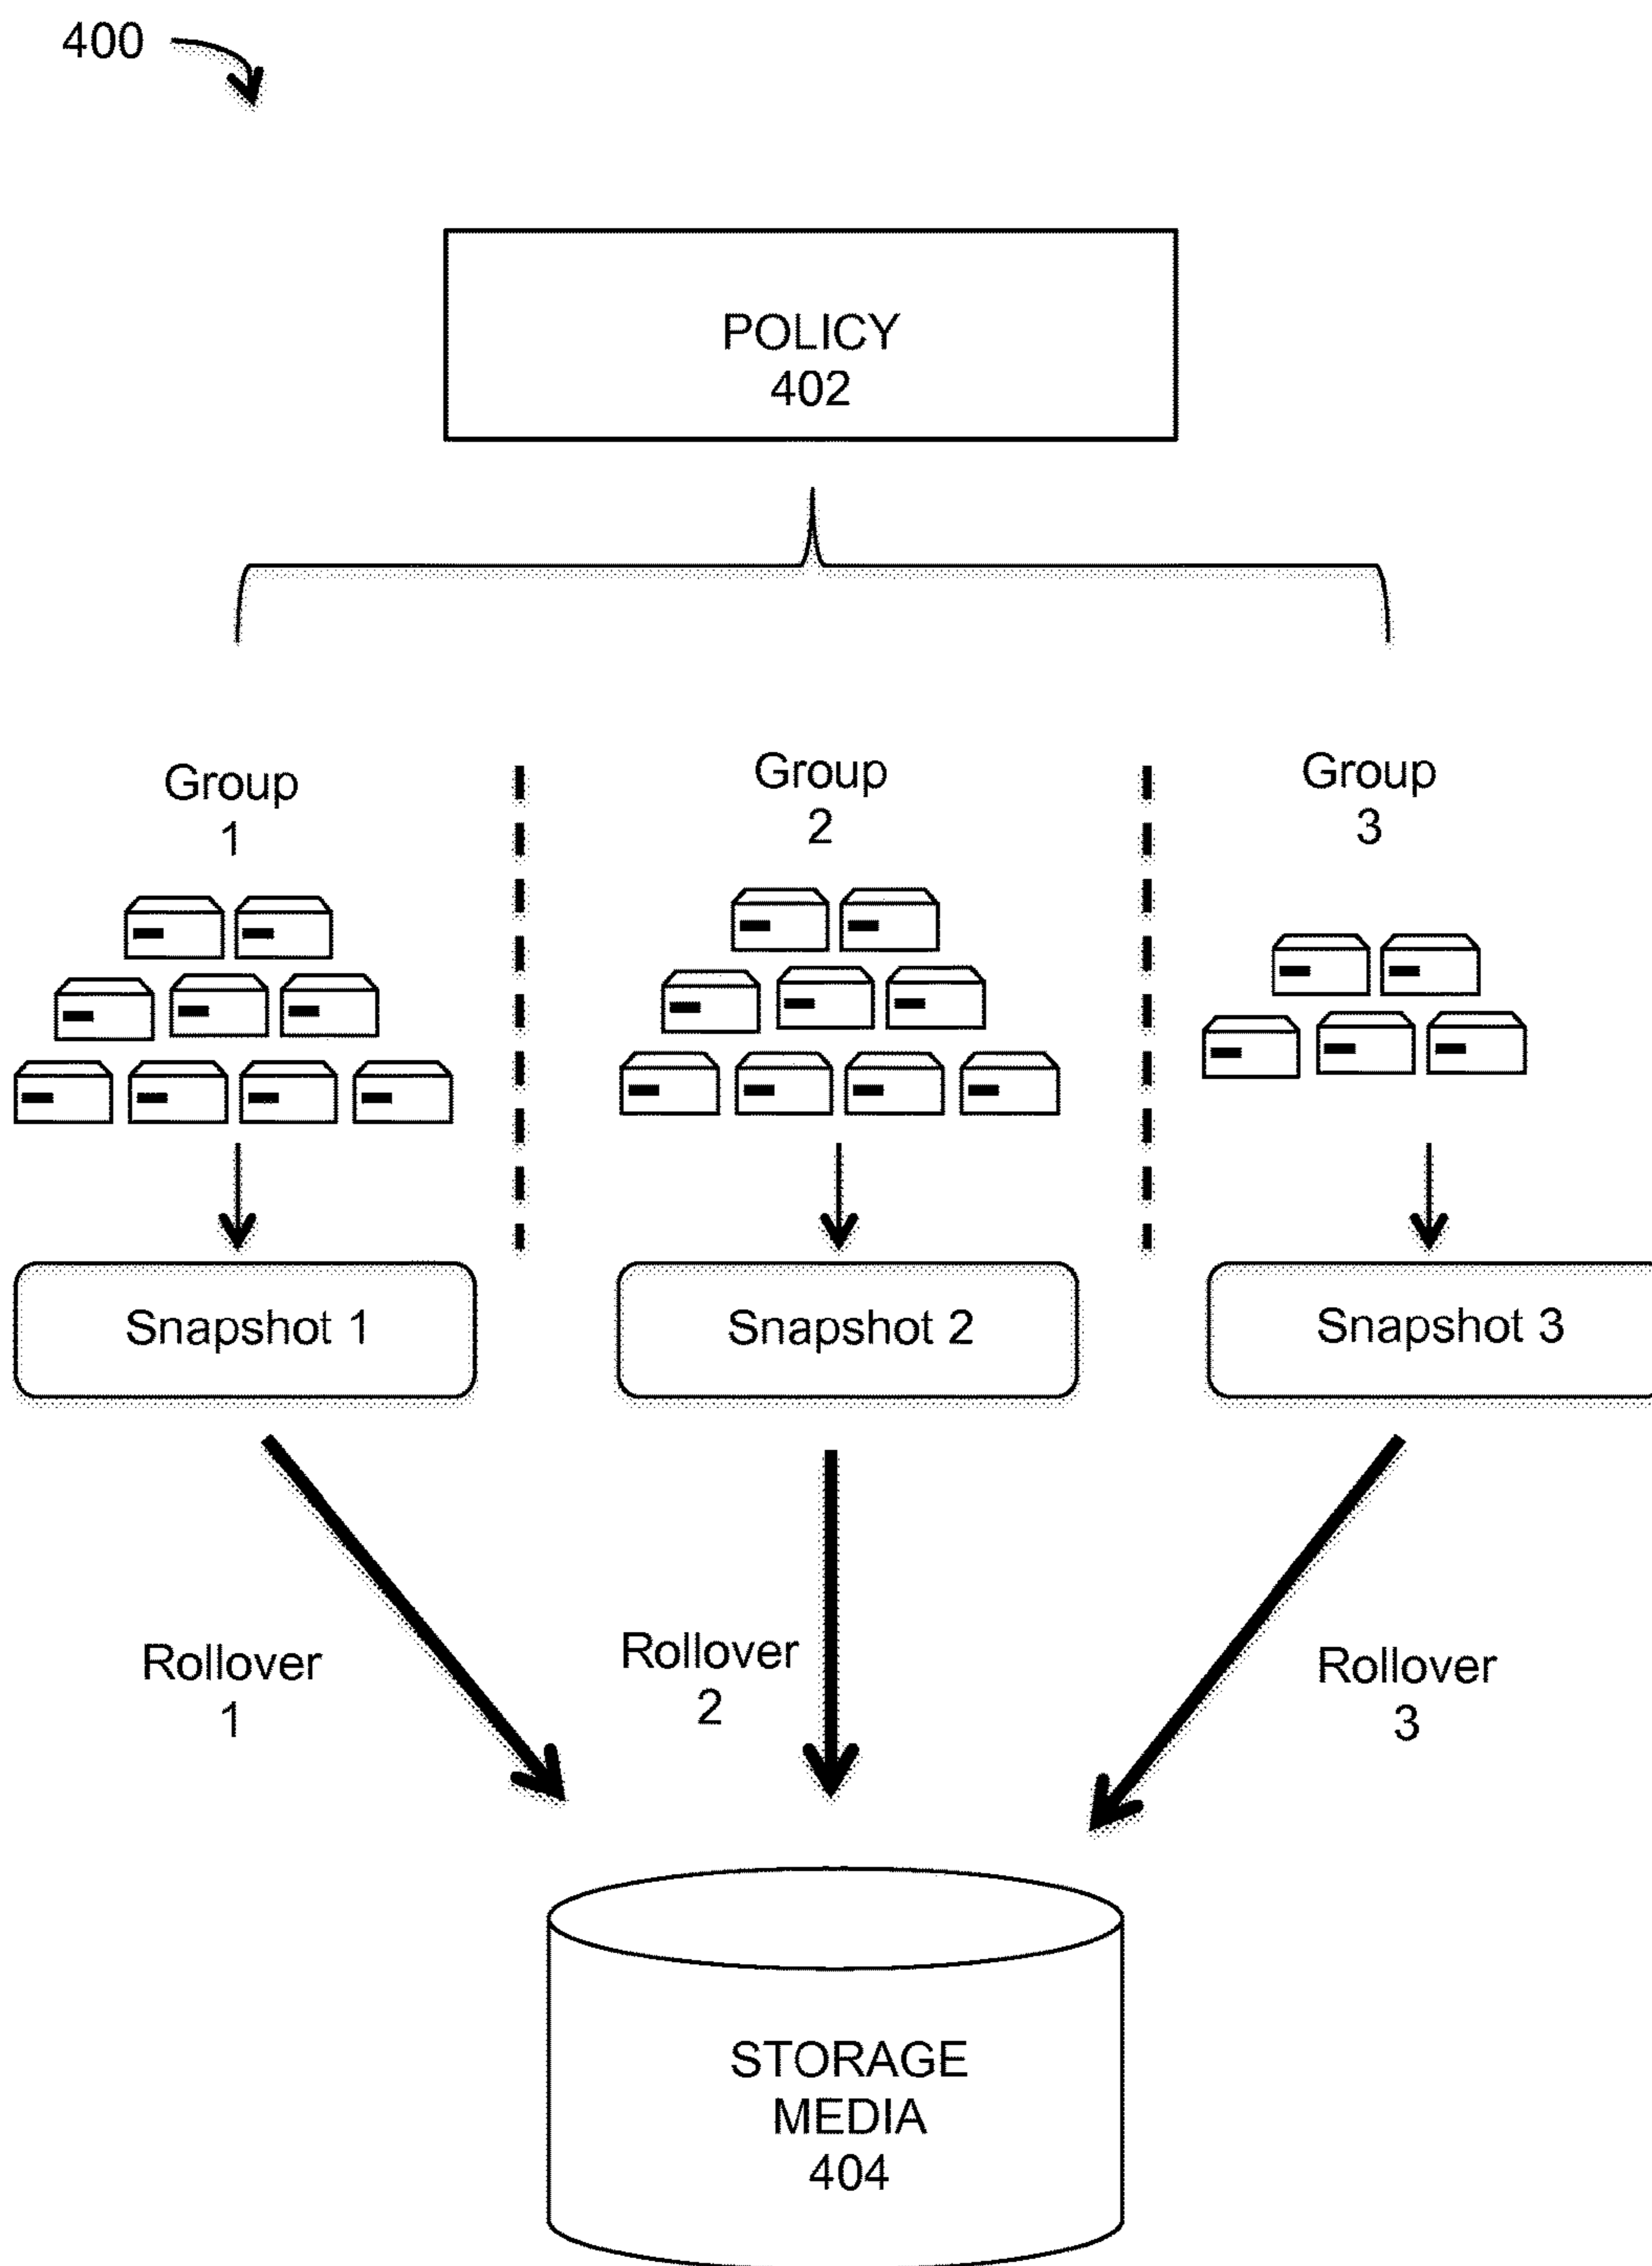 400
POLICY
402
Group
1
Group
2
Group
3
Snapshot 1
Snapshot 2
Snapshot 3
Rollover
1
Rollover
2
Rollover
3
STORAGE
MEDIA
404